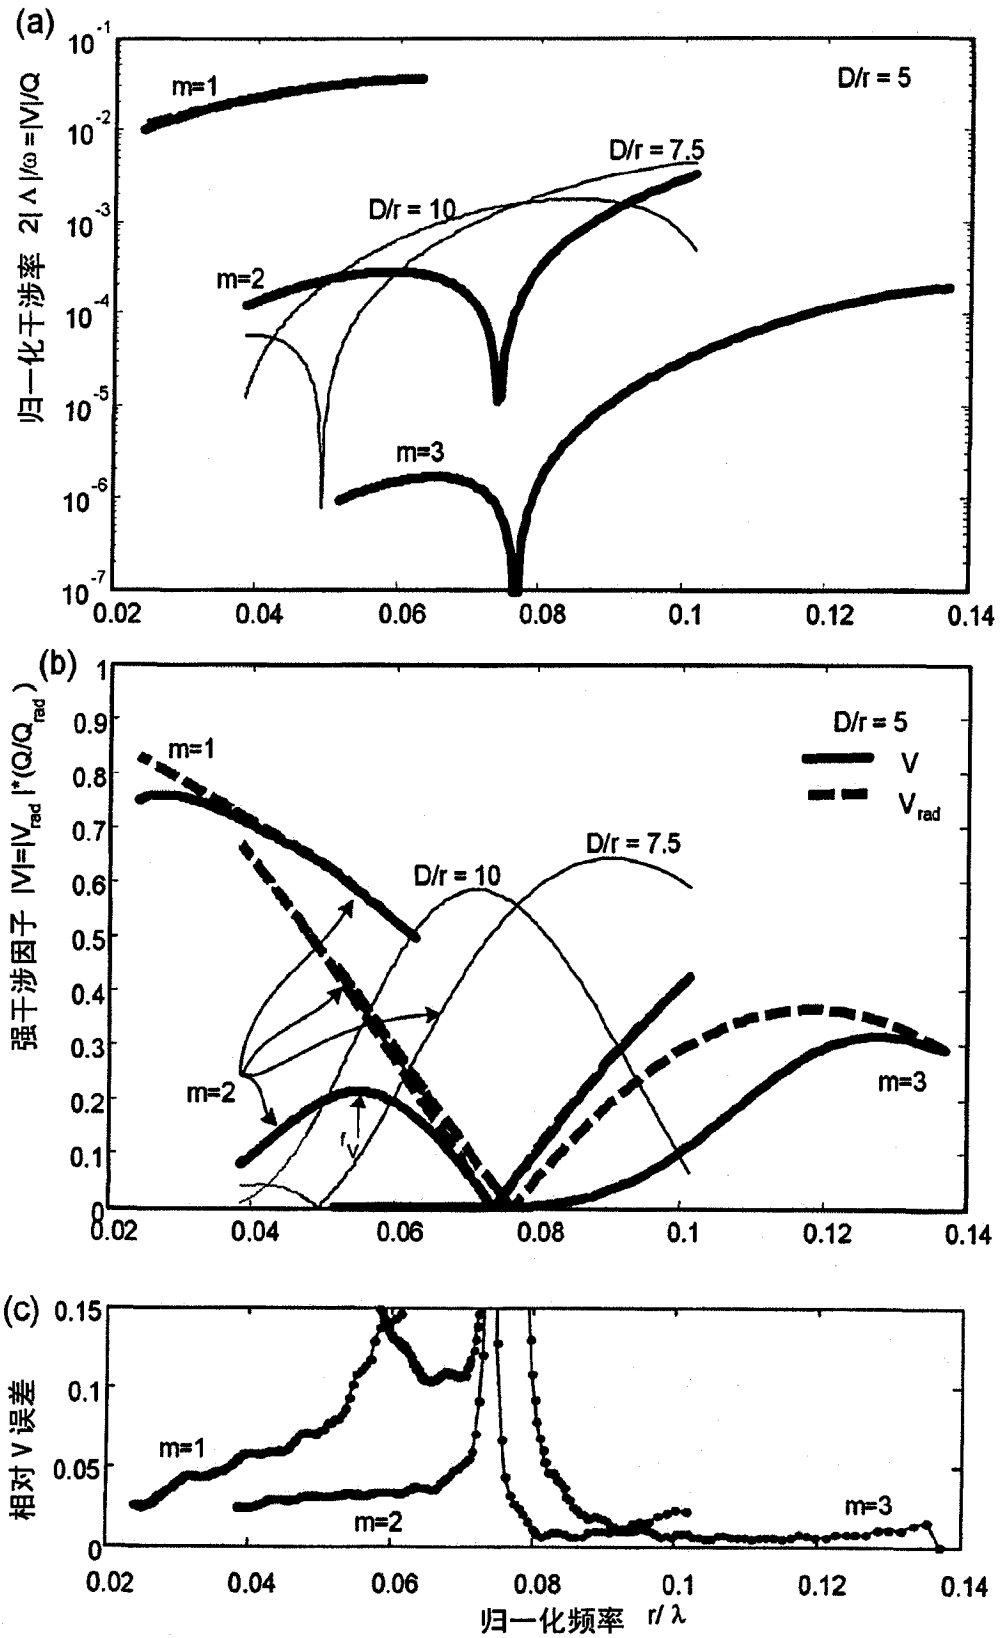 (a)
归一化干涉率 2|Λ|/ω=|V|/Q
10⁻¹
10⁻²
10⁻³
10⁻⁴
10⁻⁵
10⁻⁶
10⁻⁷
m=1
D/r = 5
D/r = 7.5
D/r = 10
m=2
m=3
0.02 0.04 0.06 0.08 0.1 0.12 0.14
(b)
强干涉因子 |V|=|V_rad|*(Q/Q_rad)
1
0.9
0.8
0.7
0.6
0.5
0.4
0.3
0.2
0.1
0
m=1
D/r = 5
V
V_rad
D/r = 7.5
D/r = 10
m=2
r_V
m=3
0.02 0.04 0.06 0.08 0.1 0.12 0.14
(c)
相对 V 误差
0.15
0.1
0.05
0
m=1
m=2
m=3
0.02 0.04 0.06 0.08 0.1 0.12 0.14
归一化频率 r/λ